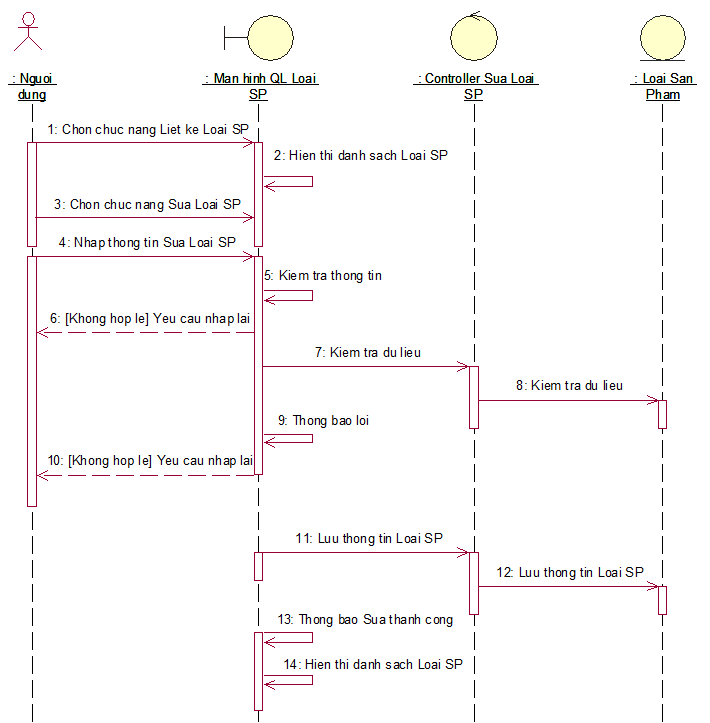 : Nguoi
dung
: Man hinh QL Loai
SP
: Controller Sua Loai
SP
: Loai San
Pham
1: Chon chuc nang Liet ke Loai SP
2: Hien thi danh sach Loai SP
3: Chon chuc nang Sua Loai SP
4: Nhap thong tin Sua Loai SP
5: Kiem tra thong tin
6: [Khong hop le] Yeu cau nhap lai
7: Kiem tra du lieu
8: Kiem tra du lieu
9: Thong bao loi
10: [Khong hop le] Yeu cau nhap lai
11: Luu thong tin Loai SP
12: Luu thong tin Loai SP
13: Thong bao Sua thanh cong
14: Hien thi danh sach Loai SP